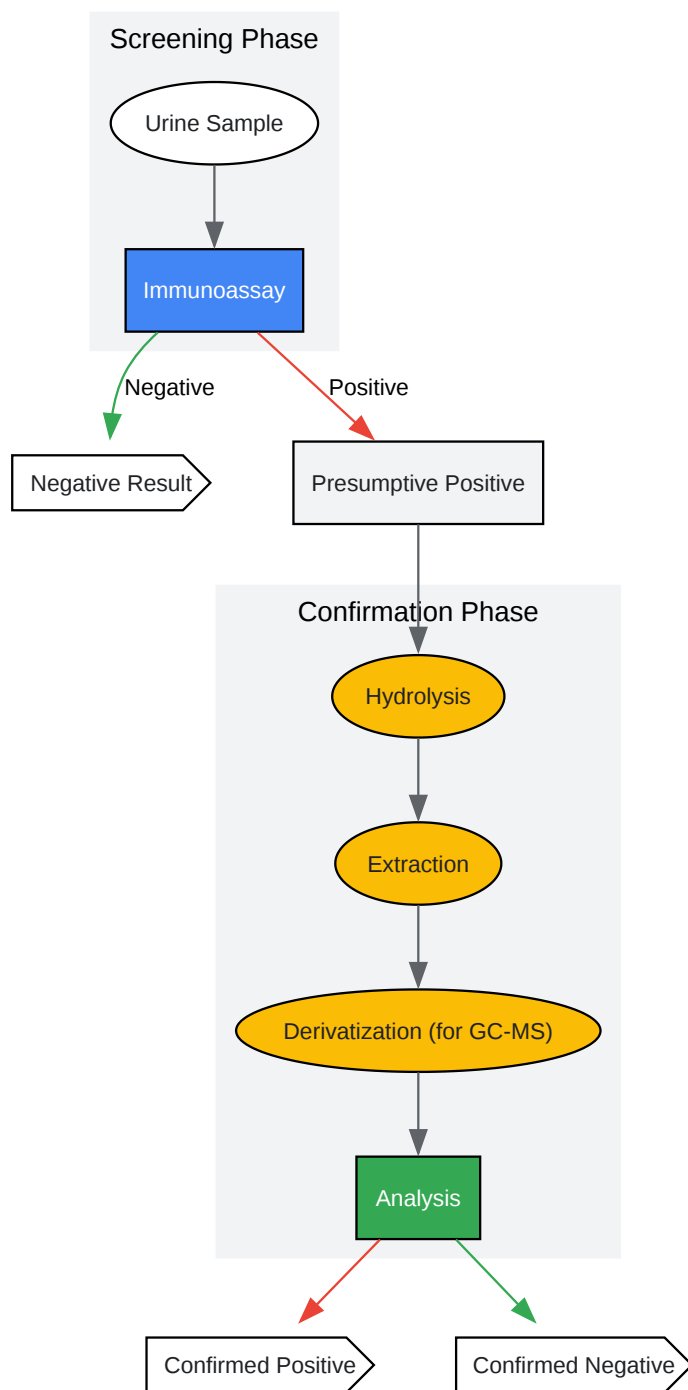 Screening Phase
Urine Sample
Immunoassay
Negative
Positive
Negative Result
Presumptive Positive
Confirmation Phase
Hydrolysis
Extraction
Derivatization (for GC-MS)
Analysis
Confirmed Positive
Confirmed Negative